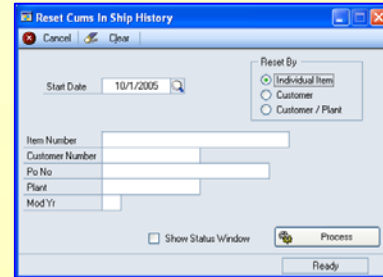 Reset Cums In Ship History
Cancel Clear
Reset By
Start Date 10/1/2005
Individual Item
Customer
Customer / Plant
Item Number
Customer Number
Po No
Plant
Mod Yr
Show Status Window Process
Ready